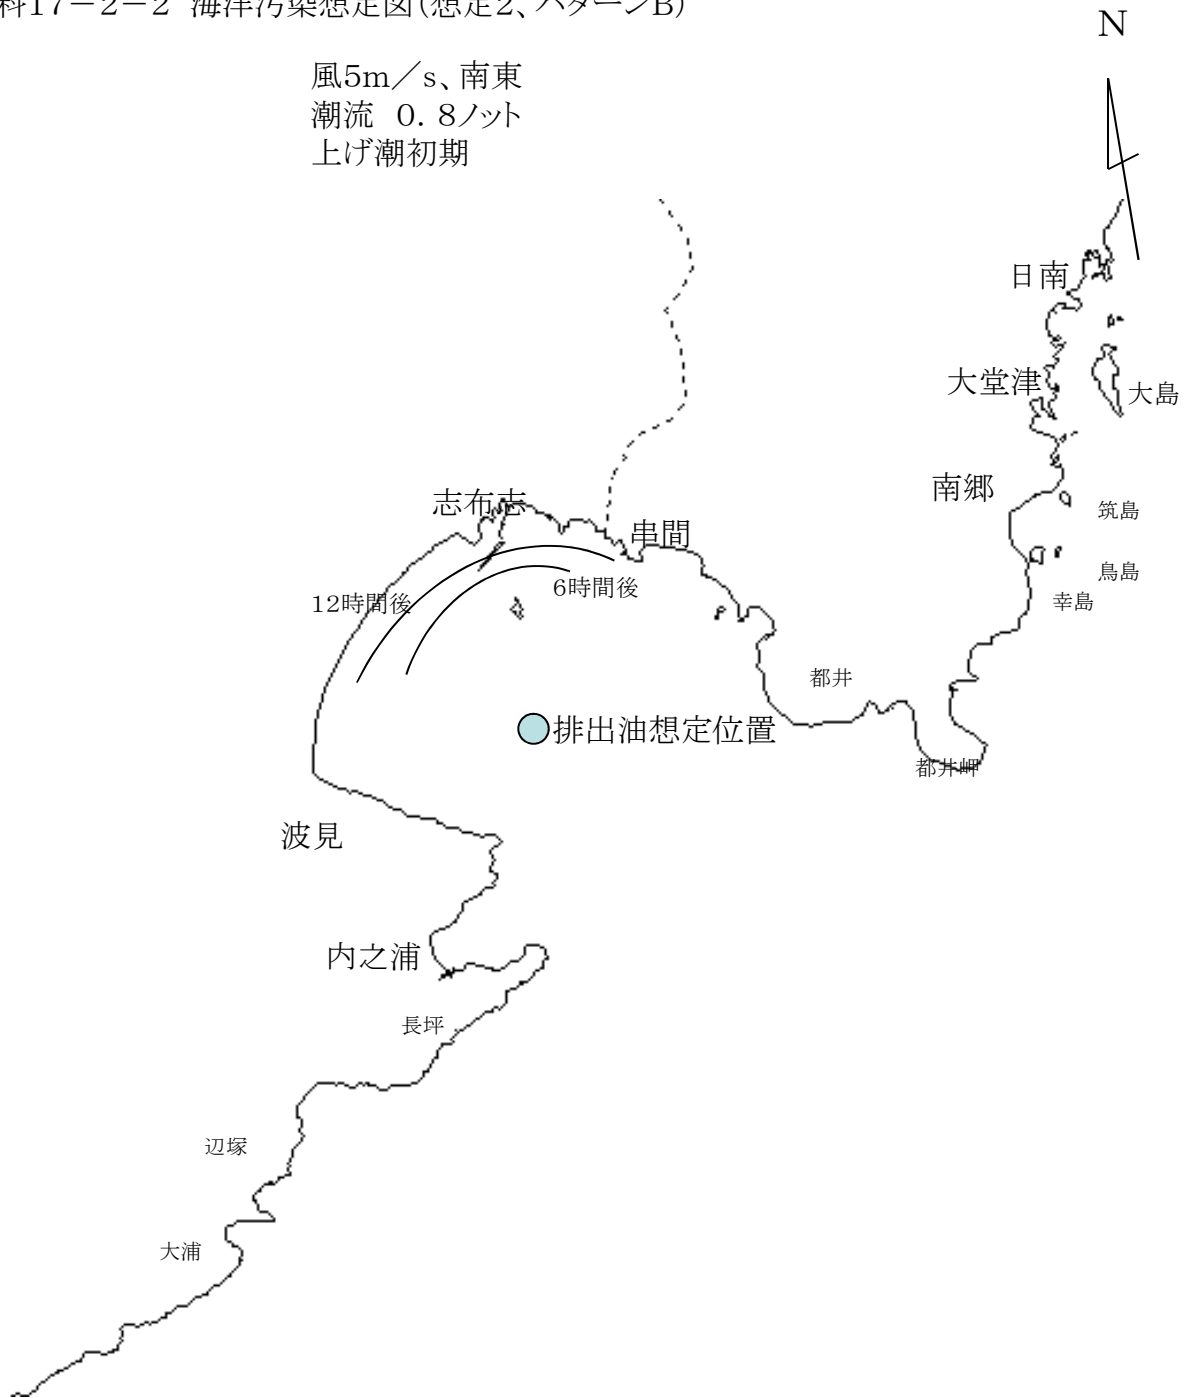 料17－2－2 海洋汚染想定図(想定2、パターンB)
N
風5m／s、南東
潮流 0．8ノット
上げ潮初期
日南
大堂津
大島
南郷
志布志
筑島
串間
鳥島
6時間後
12時間後
幸島
都井
排出油想定位置
都井岬
波見
内之浦
長坪
辺塚
大浦